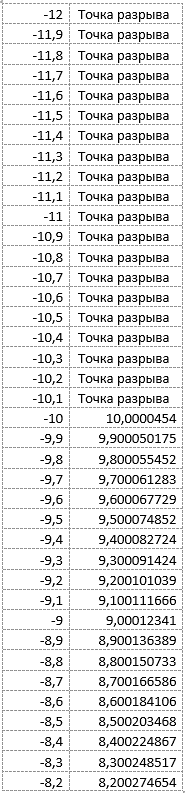 -12 Точка разрыва
-11,9 Точка разрыва
-11,8 Точка разрыва
-11,7 Точка разрыва
-11,6 Точка разрыва
-11,5 Точка разрыва
-11,4 Точка разрыва
-11,3 Точка разрыва
-11,2 Точка разрыва
-11,1 Точка разрыва
-11 Точка разрыва
-10,9 Точка разрыва
-10,8 Точка разрыва
-10,7 Точка разрыва
-10,6 Точка разрыва
-10,5 Точка разрыва
-10,4 Точка разрыва
-10,3 Точка разрыва
-10,2 Точка разрыва
-10,1 Точка разрыва
-10 10,0000454
-9,9 9,900050175
-9,8 9,800055452
-9,7 9,700061283
-9,6 9,600067729
-9,5 9,500074852
-9,4 9,400082724
-9,3 9,300091424
-9,2 9,200101039
-9,1 9,100111666
-9 9,00012341
-8,9 8,900136389
-8,8 8,800150733
-8,7 8,700166586
-8,6 8,600184106
-8,5 8,500203468
-8,4 8,400224867
-8,3 8,300248517
-8,2 8,200274654